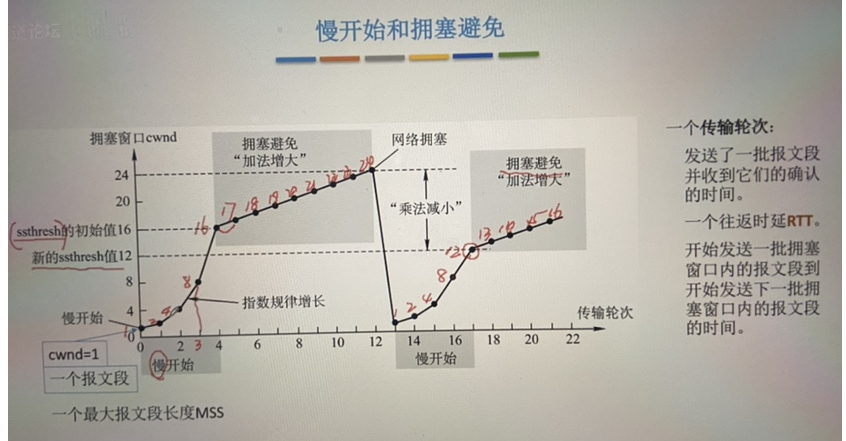 道论坛
慢开始和拥塞避免
拥塞窗口cwnd
拥塞避免
“加法增大”
网络拥塞
24
20
ssthresh的初始值16
新的ssthresh值12
8
4
0
16
17
18
19
20
21
22
23
24
“乘法减小”
拥塞避免
“加法增大”
12
13
14
15
16
8
4
2
1
指数规律增长
慢开始
1
2
4
8
3
传输轮次
0
2
4
6
8
10
12
13
14
16
18
20
22
慢开始
慢开始
cwnd=1
一个报文段
一个最大报文段长度MSS
一个传输轮次:
发送了一批报文段
并收到它们的确认
的时间。
一个往返时延RTT。
开始发送一批拥塞
窗口内的报文段到
开始发送下一批拥
塞窗口内的报文段
的时间。